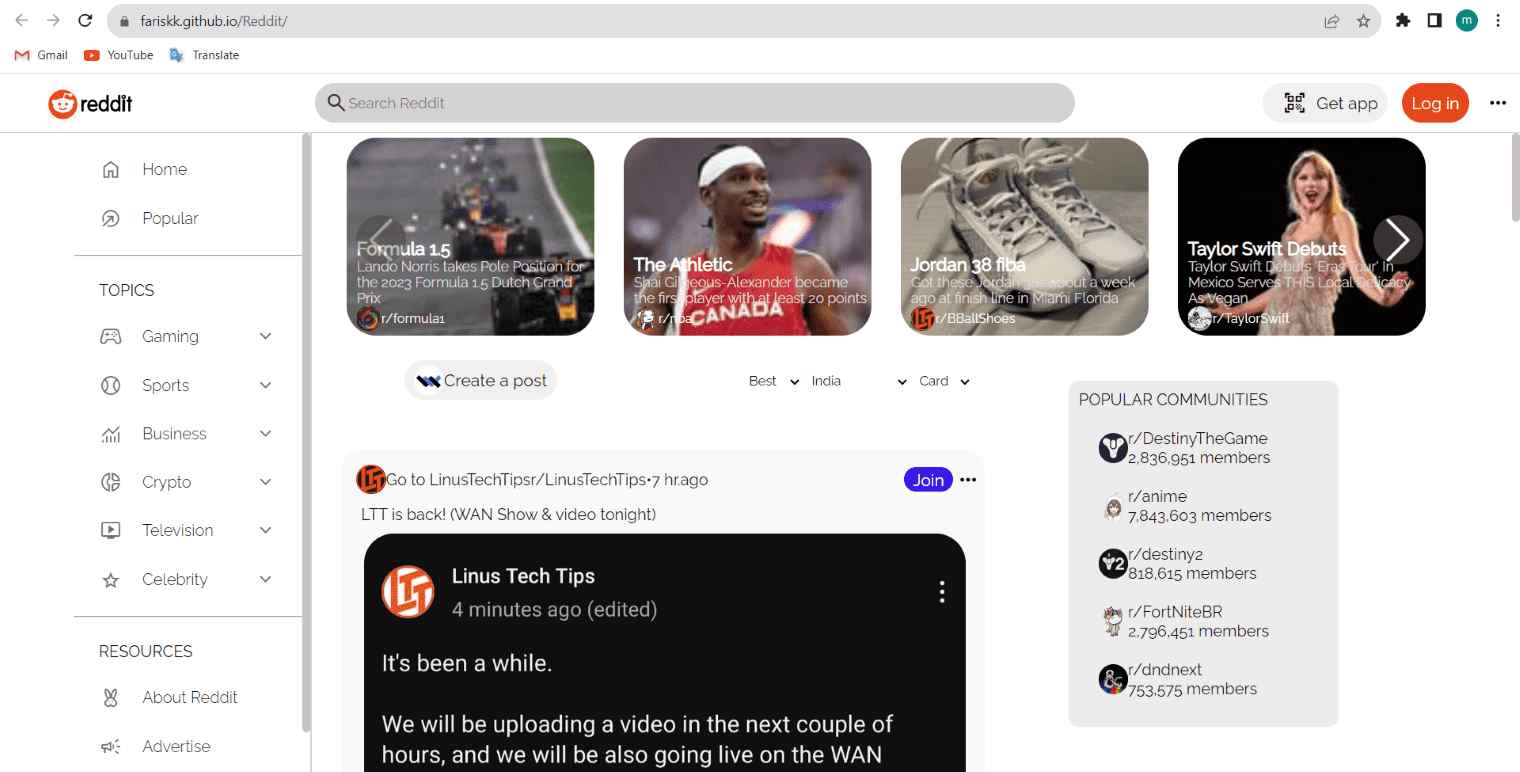 fariskk.github.io/Reddit/
m
Gmail
YouTube
Translate
reddit
Search Reddit
Get app
Log in
Home
Popular
TOPICS
Gaming
Sports
Business
Crypto
Television
Celebrity
RESOURCES
About Reddit
Advertise
Formula 1.5
Lando Norris takes Pole Position for
the 2023 Formula 1.5 Dutch Grand
Prix
r/formula1
The Athletic
Shai Gilgeous-Alexander became
the first player with at least 20 points
r/nba
CANADA
Jordan 38 fiba
Got these Jordan about a week
ago at finish line in Miami Florida
r/BBallShoes
Taylor Swift Debuts
Taylor Swift Debuts 'Eras Tour' In
Mexico Serves THIS Local Delicacy
As Vegan
r/TaylorSwift
Create a post
Best
India
Card
Go to LinusTechTipsr/LinusTechTips•7 hr.ago
Join
LTT is back! (WAN Show & video tonight)
Linus Tech Tips
4 minutes ago (edited)
It's been a while.
We will be uploading a video in the next couple of
hours, and we will be also going live on the WAN
POPULAR COMMUNITIES
r/DestinyTheGame
2,836,951 members
r/anime
7,843,603 members
r/destiny2
818,615 members
r/FortNiteBR
2,796,451 members
r/dndnext
753,575 members